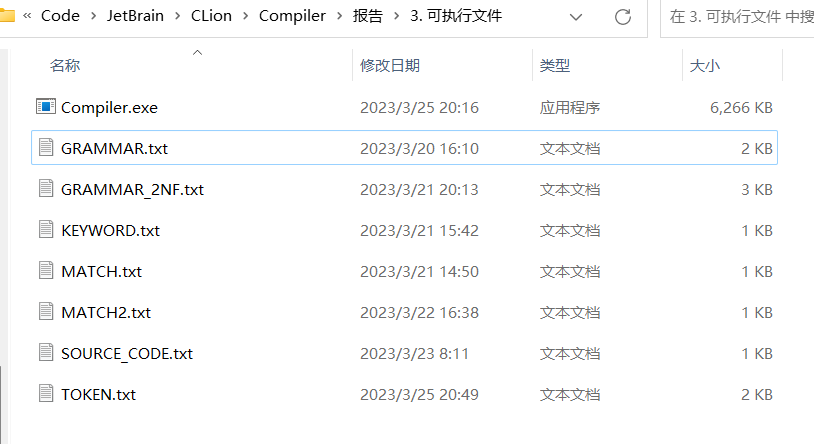 « Code > JetBrain > CLion > Compiler > 报告 > 3. 可执行文件 在 3. 可执行文件 中搜
名称 修改日期 类型 大小
Compiler.exe 2023/3/25 20:16 应用程序 6,266 KB
GRAMMAR.txt 2023/3/20 16:10 文本文档 2 KB
GRAMMAR_2NF.txt 2023/3/21 20:13 文本文档 3 KB
KEYWORD.txt 2023/3/21 15:42 文本文档 1 KB
MATCH.txt 2023/3/21 14:50 文本文档 1 KB
MATCH2.txt 2023/3/22 16:38 文本文档 1 KB
SOURCE_CODE.txt 2023/3/23 8:11 文本文档 1 KB
TOKEN.txt 2023/3/25 20:49 文本文档 2 KB